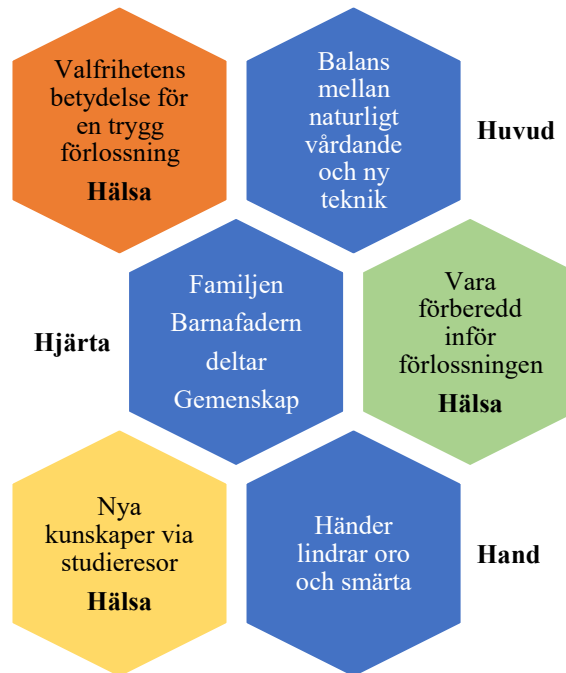 Valfrihetens
betydelse för
en trygg
förlossning
Hälsa
Balans
mellan
naturligt
vårdande
och ny
teknik
Huvud
Hjärta
Familjen
Barnafadern
deltar
Gemenskap
Vara
förberedd
inför
förlossningen
Hälsa
Nya
kunskaper via
studieresor
Hälsa
Händer
lindrar oro
och smärta
Hand